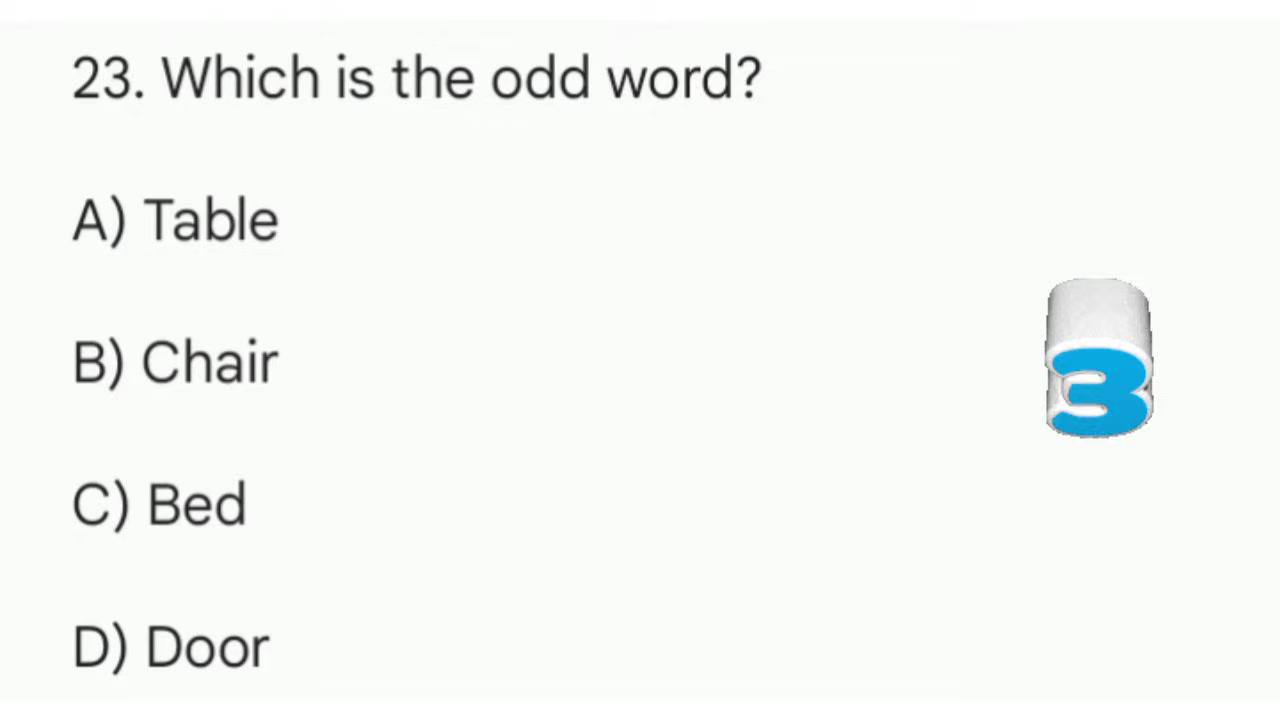 23. Which is the odd word?
A) Table
B) Chair
3
C) Bed
D) Door